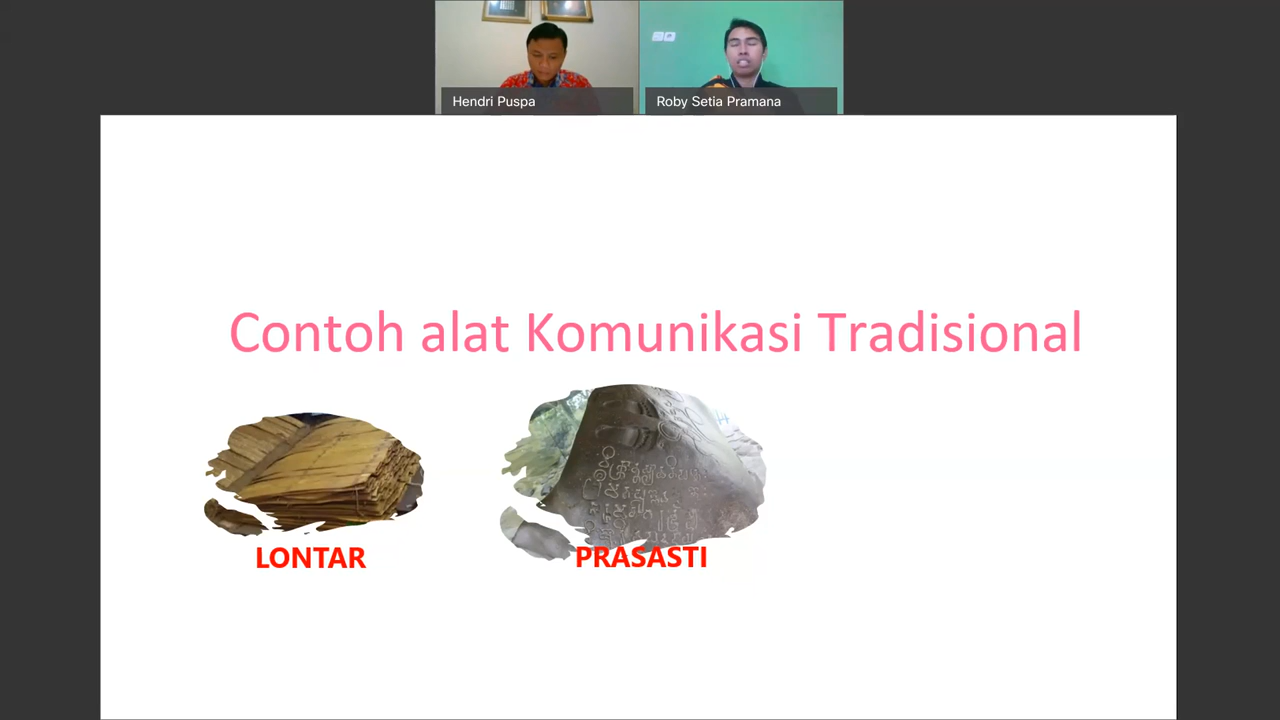 Hendri Puspa
Roby Setia Pramana
Contoh alat Komunikasi Tradisional
LONTAR
PRASASTI